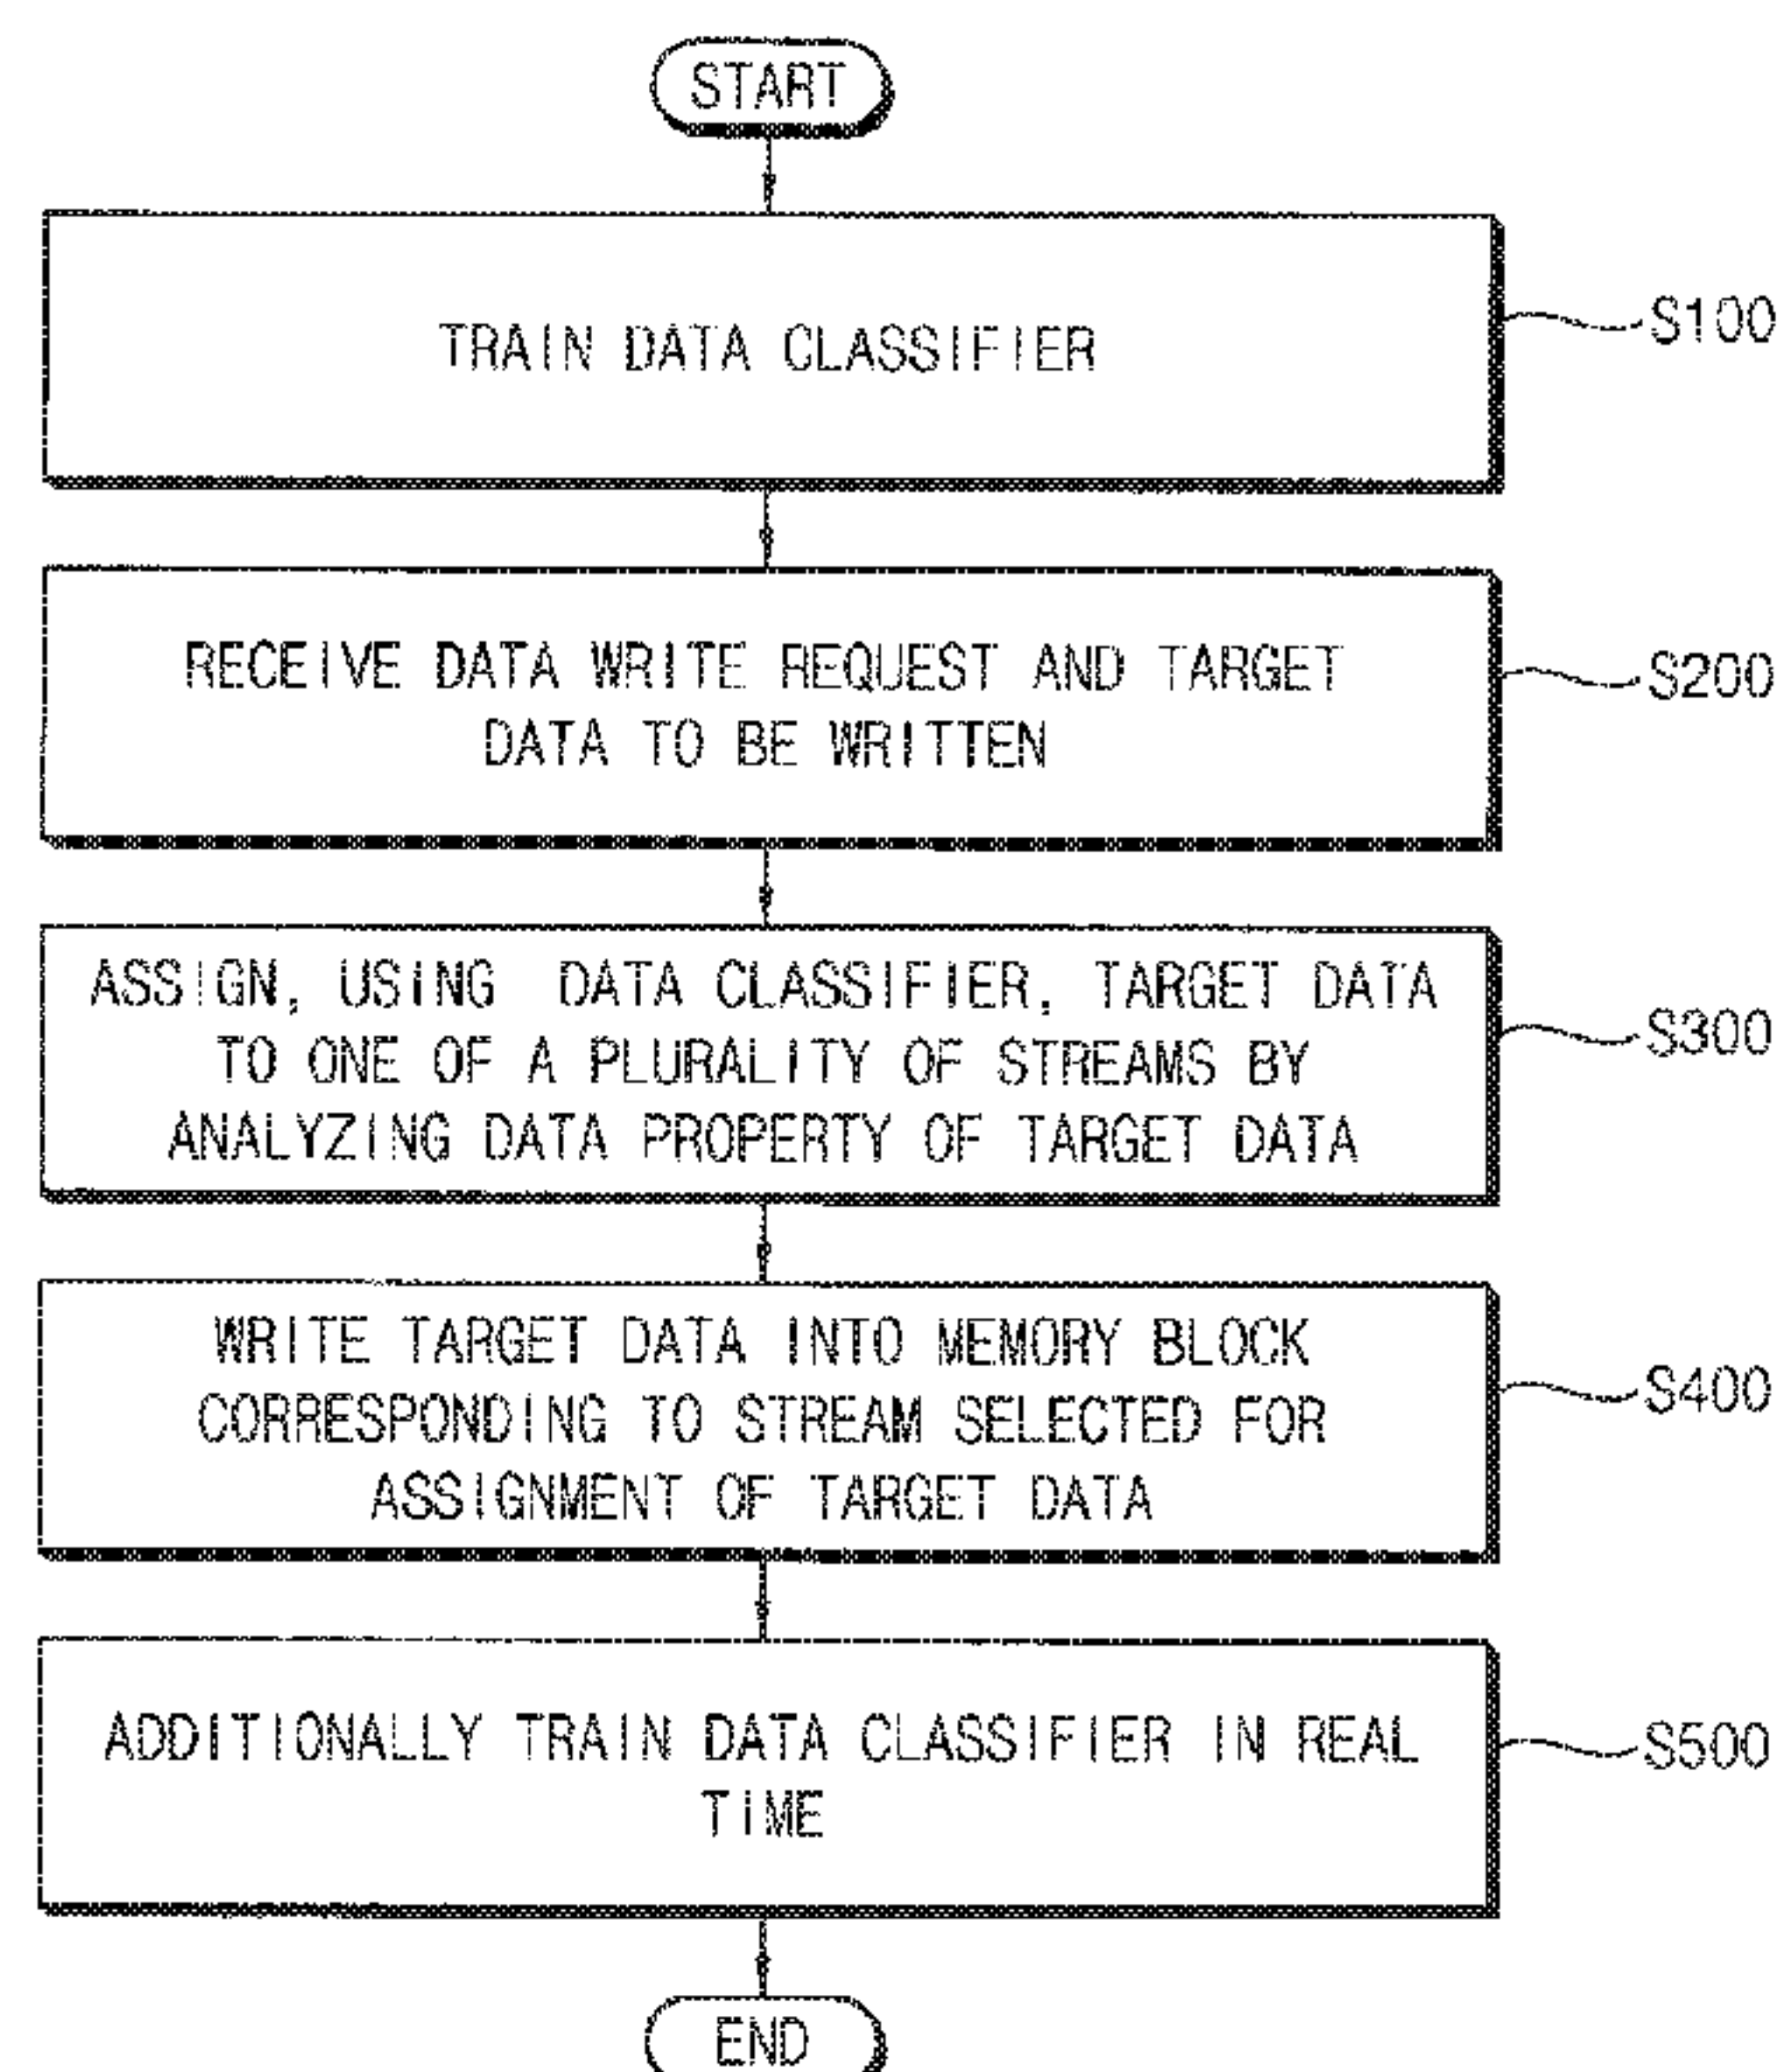 START
TRAIN DATA CLASSIFIER
S100
RECEIVE DATA WRITE REQUEST AND TARGET
DATA TO BE WRITTEN
S200
ASSIGN, USING DATA CLASSIFIER, TARGET DATA
TO ONE OF A PLURALITY OF STREAMS BY
ANALYZING DATA PROPERTY OF TARGET DATA
S300
WRITE TARGET DATA INTO MEMORY BLOCK
CORRESPONDING TO STREAM SELECTED FOR
ASSIGNMENT OF TARGET DATA
S400
ADDITIONALLY TRAIN DATA CLASSIFIER IN REAL
TIME
S500
END